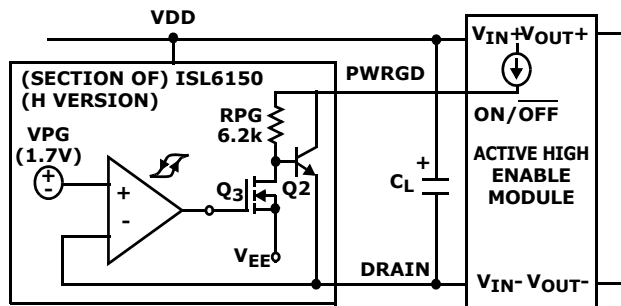 VDD
(SECTION OF) ISL6150
(H VERSION)
VPG
(1.7V)
+
-
+
-
RPG
6.2k
Q3
Q2
VEE
PWRGD
DRAIN
+
CL
VIN+ VOUT+
ON/OFF
ACTIVE HIGH
ENABLE
MODULE
VIN- VOUT-